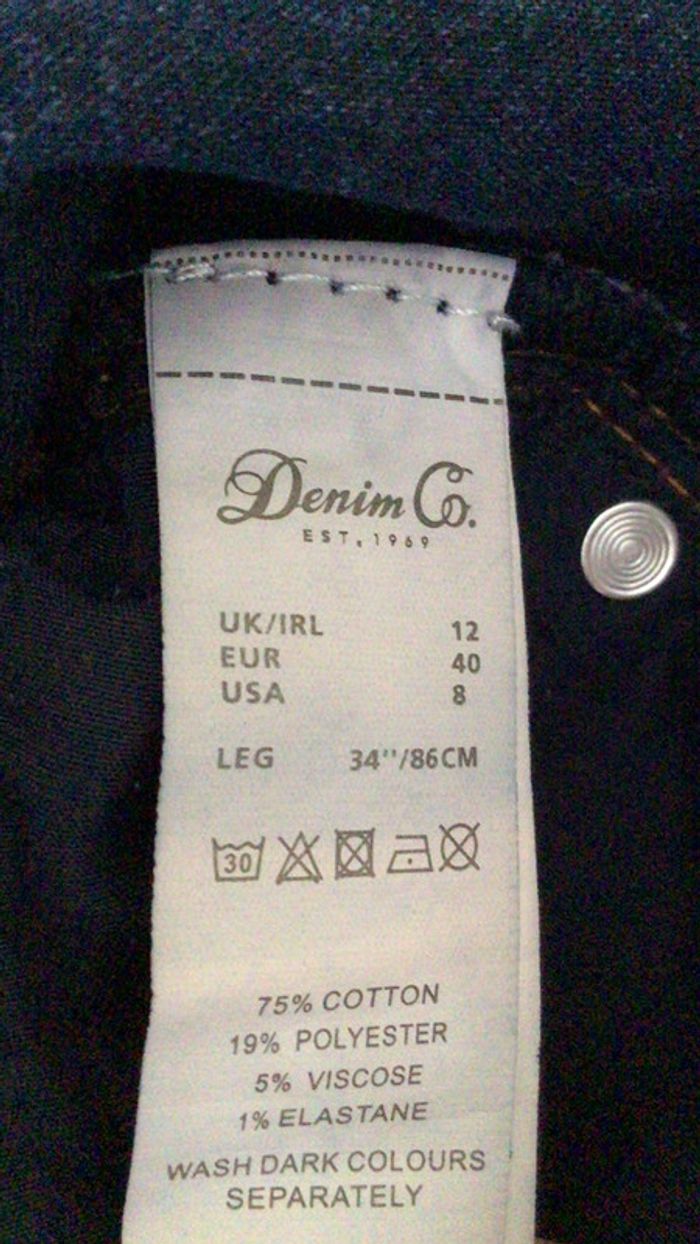 Denim Co.
EST. 1969
UK/IRL 12
EUR 40
USA 8
LEG 34"/86CM
30
75% COTTON
19% POLYESTER
5% VISCOSE
1% ELASTANE
WASH DARK COLOURS
SEPARATELY